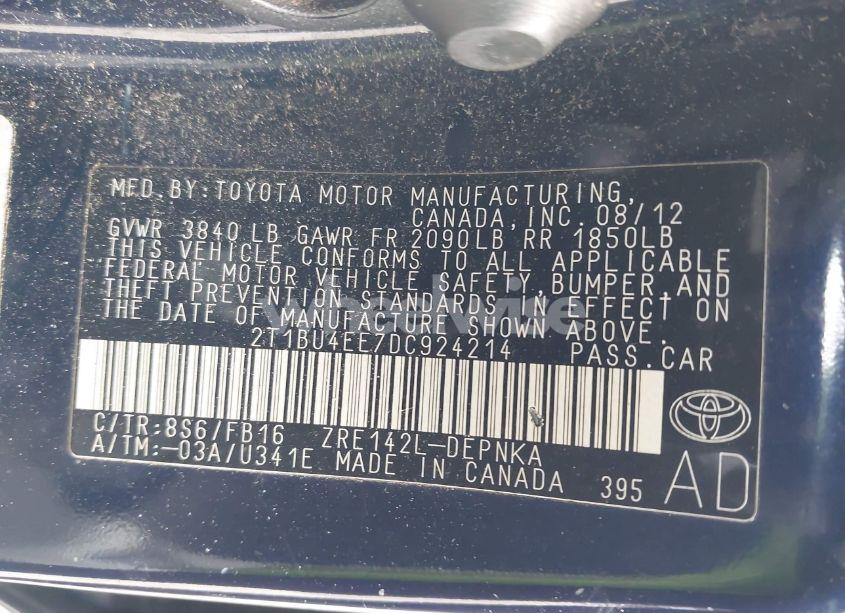 MFD.BY:TOYOTA MOTOR MANUFACTURING,
CANADA,INC.08/12
GVWR 3840 LB GAWR FR 2090LB RR 1850LB
THIS VEHICLE CONFORMS TO ALL APPLICABLE
FEDERAL MOTOR VEHICLE SAFETY,BUMPER,AND
THEFT PREVENTION STANDARDS IN EFFECT ON
THE DATE OF MANUFACTURE SHOWN ABOVE.
2T1BU4EE7DC924214 PASS.CAR
C/TR:8S6/FB16 ZRE142L-DEPNKA
A/TM:-03A/U341E MADE IN CANADA 395
AD